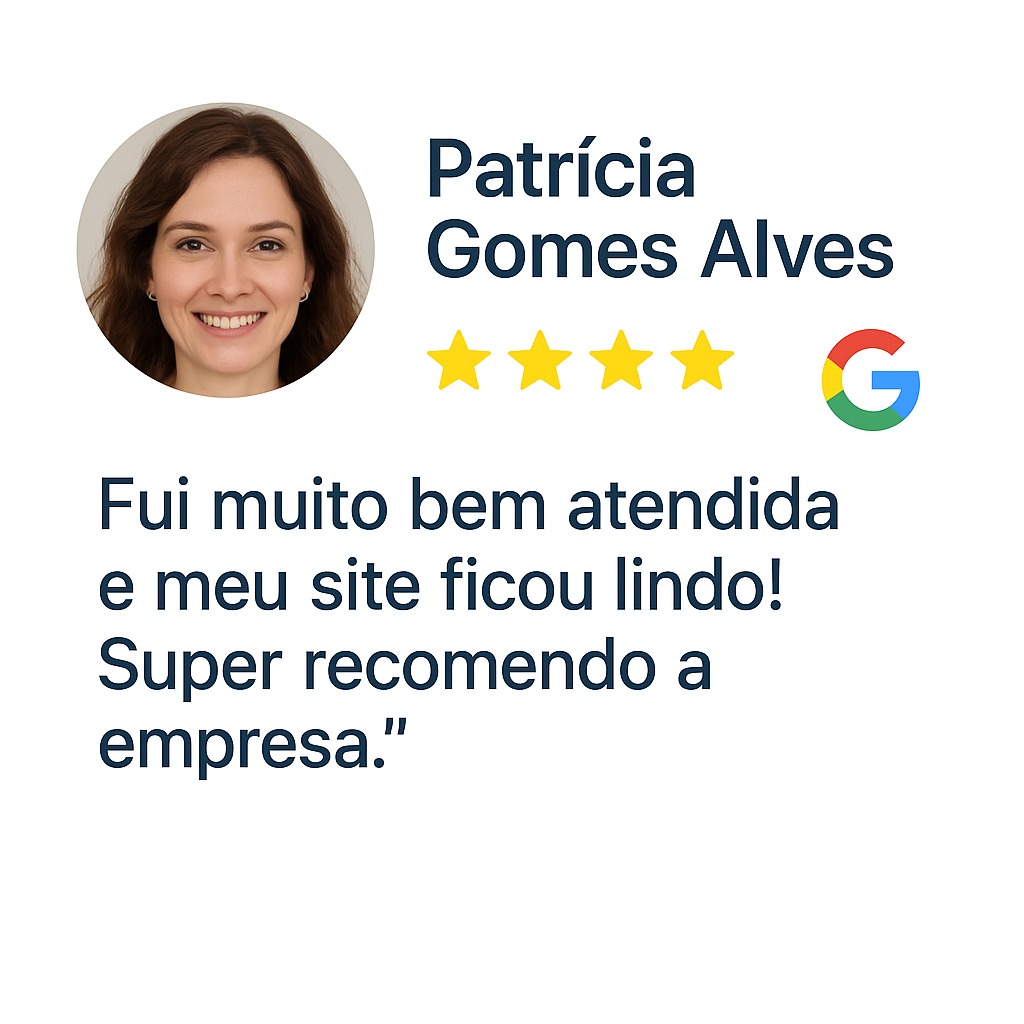 Patrícia
Gomes Alves
Fui muito bem atendida
e meu site ficou lindo!
Super recomendo a
empresa.”